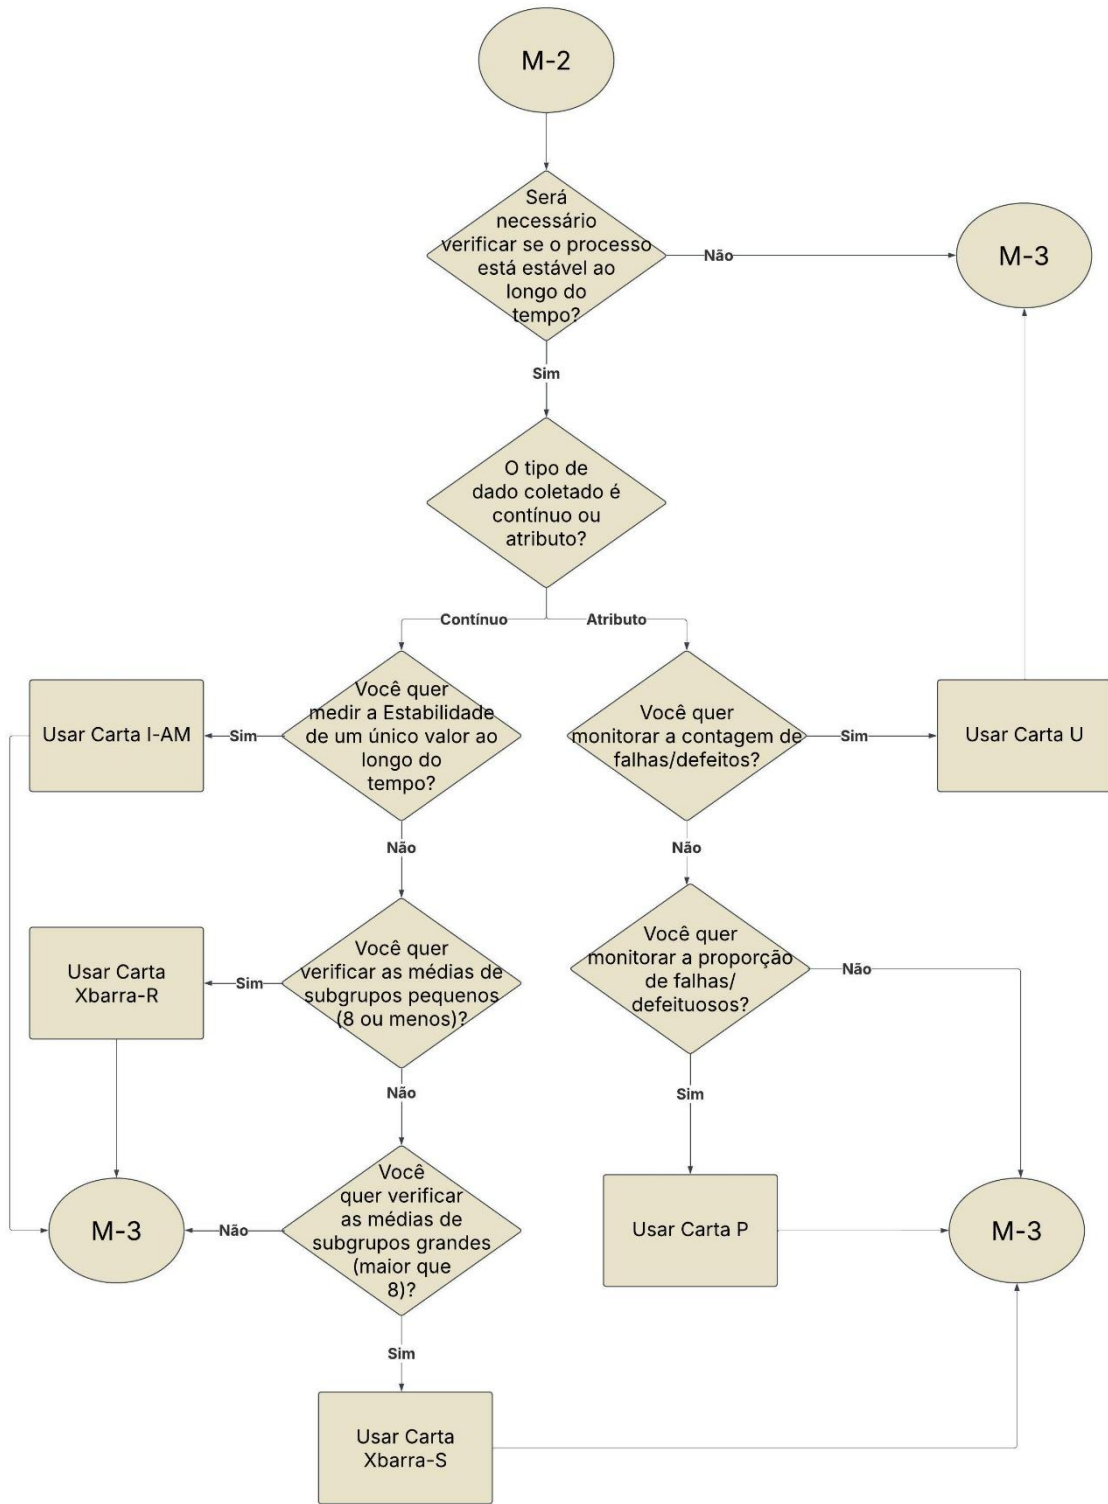 M-2
Será
necessário
verificar se o processo
está estável ao
longo do
tempo?
Não
M-3
Sim
O tipo de
dado coletado é
contínuo ou
atributo?
Contínuo
Atributo
Usar Carta I-AM
Sim
Você quer
medir a Estabilidade
de um único valor ao
longo do
tempo?
Você quer
monitorar a contagem de
falhas/defeitos?
Sim
Usar Carta U
Não
Não
Usar Carta
Xbarra-R
Sim
Você quer
verificar as médias de
subgrupos pequenos
(8 ou menos)?
Você quer
monitorar a proporção
de falhas/
defeituosos?
Não
Não
Sim
M-3
Não
Você
quer verificar
as médias de
subgrupos grandes
(maior que
8)?
Usar Carta P
M-3
Sim
Usar Carta
Xbarra-S